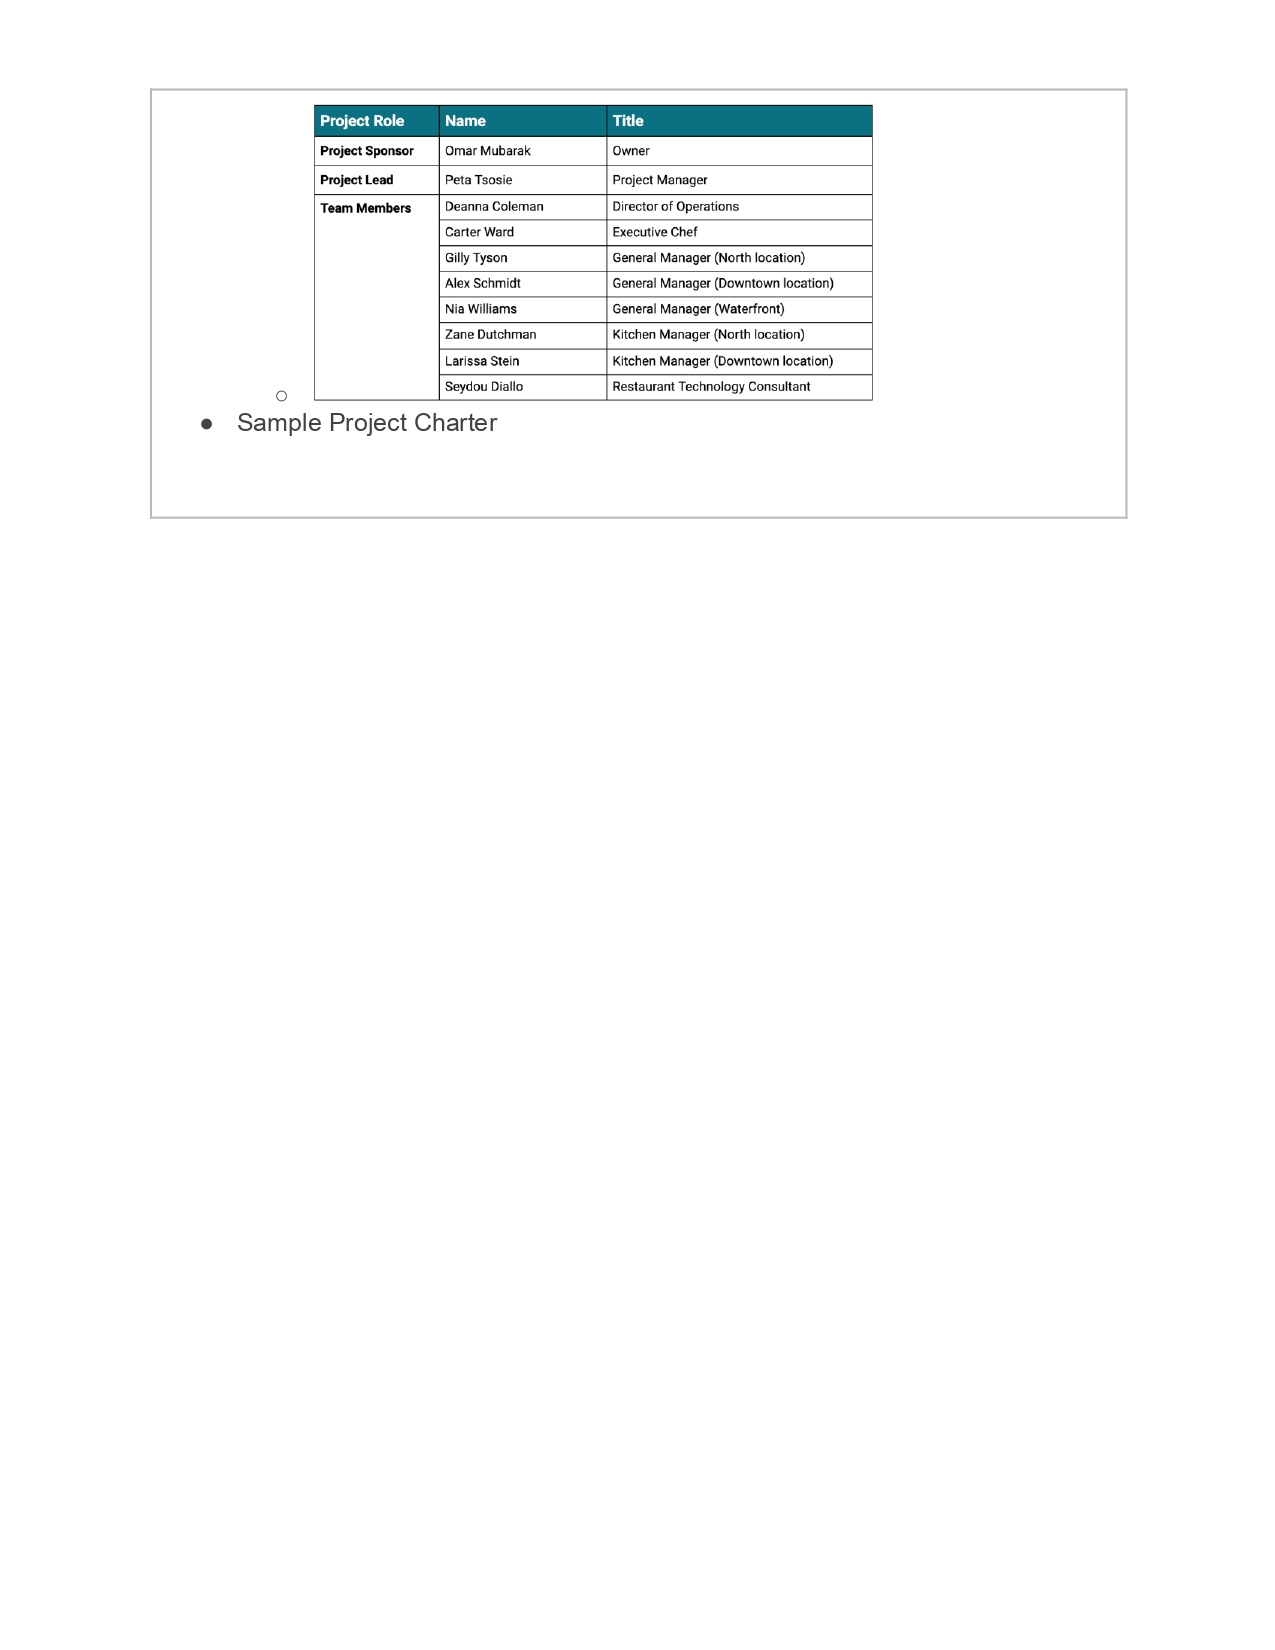 Project Role Name Title
Project Sponsor Omar Mubarak Owner
Project Lead Peta Tsosie Project Manager
Team Members Deanna Coleman Director of Operations
Carter Ward Executive Chef
Gilly Tyson General Manager (North location)
Alex Schmidt General Manager (Downtown location)
Nia Williams General Manager (Waterfront)
Zane Dutchman Kitchen Manager (North location)
Larissa Stein Kitchen Manager (Downtown location)
Seydou Diallo Restaurant Technology Consultant
○
● Sample Project Charter